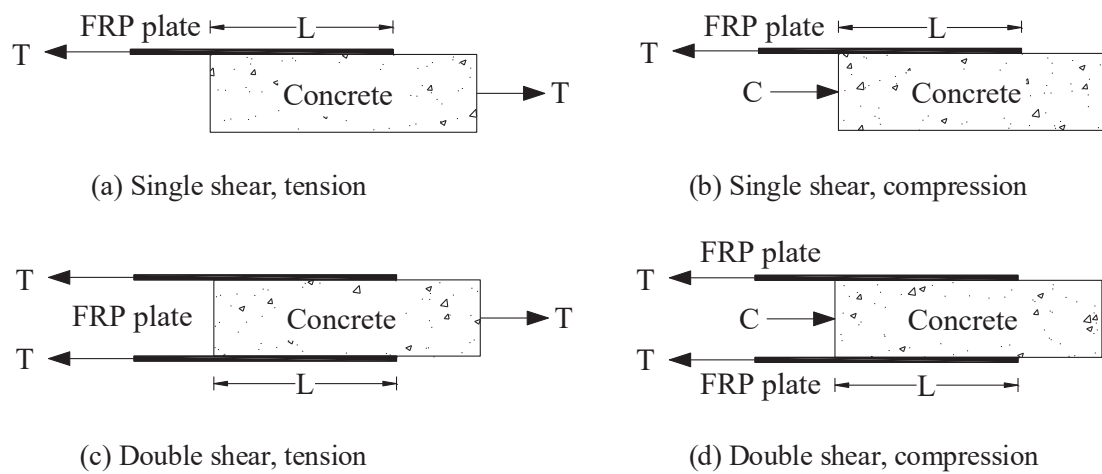 FRP plate
L
T
Concrete
T
(a) Single shear, tension
FRP plate
L
T
C
Concrete
(b) Single shear, compression
T
FRP plate
Concrete
T
T
L
(c) Double shear, tension
FRP plate
T
C
Concrete
T
FRP plate
L
(d) Double shear, compression